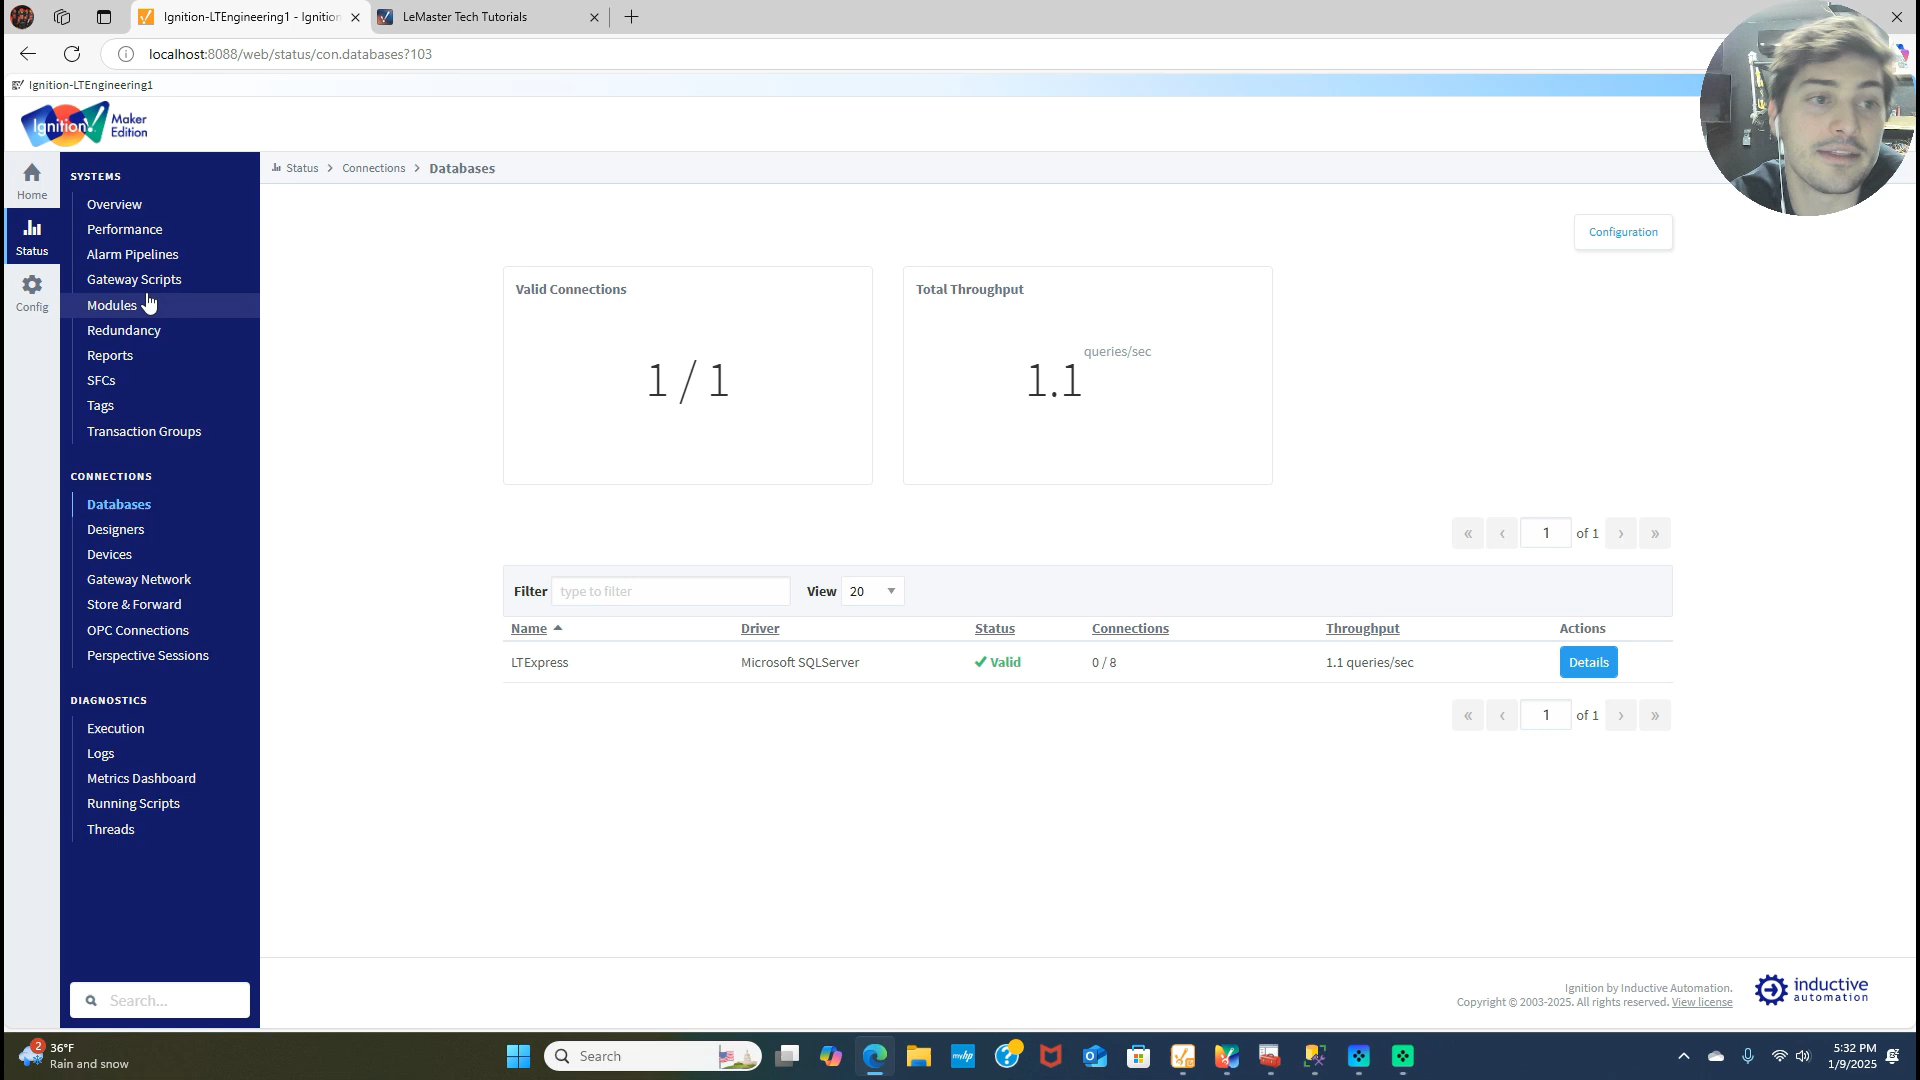 Ignition-LTEngineering1 - Ignition
LeMaster Tech Tutorials
localhost:8088/web/status/con.databases?103
Ignition-LTEngineering1
Ignition!
Maker
Edition
Home
Status
Config
SYSTEMS
Overview
Performance
Alarm Pipelines
Gateway Scripts
Modules
Redundancy
Reports
SFCs
Tags
Transaction Groups
CONNECTIONS
Databases
Designers
Devices
Gateway Network
Store & Forward
OPC Connections
Perspective Sessions
DIAGNOSTICS
Execution
Logs
Metrics Dashboard
Running Scripts
Threads
Search...
Status > Connections > Databases
Configuration
Valid Connections
1 / 1
Total Throughput
1.1 queries/sec
« ‹ 1 of 1 › »
Filter type to filter View 20
Name Driver Status Connections Throughput Actions
LTExpress Microsoft SQLServer Valid 0 / 8 1.1 queries/sec Details
« ‹ 1 of 1 › »
Ignition by Inductive Automation.
Copyright © 2003-2025. All rights reserved. View license
inductive
automation
2
36°F
Rain and snow
Search
myhp
5:32 PM
1/9/2025